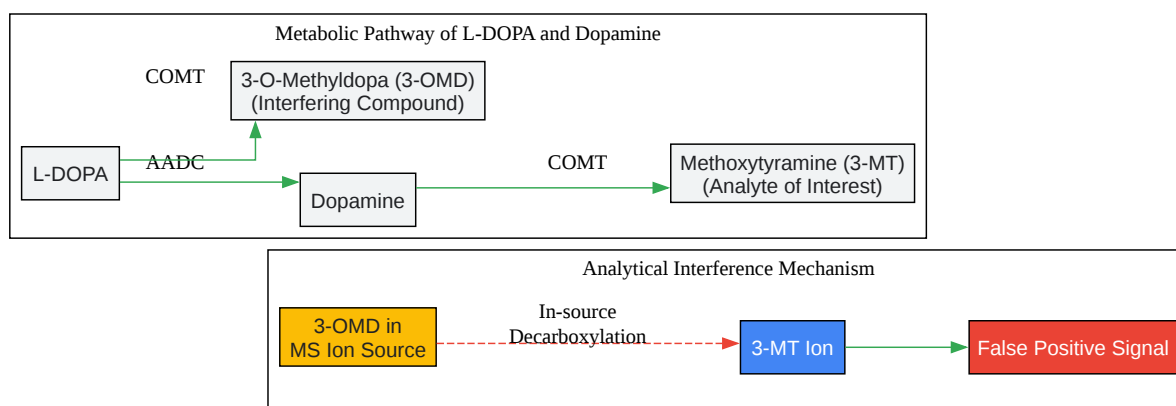 Metabolic Pathway of L-DOPA and Dopamine
COMT
3-O-Methyldopa (3-OMD)
(Interfering Compound)
L-DOPA
AADC
Dopamine
COMT
Methoxytyramine (3-MT)
(Analyte of Interest)
Analytical Interference Mechanism
3-OMD in
MS Ion Source
In-source
Decarboxylation
3-MT Ion
False Positive Signal